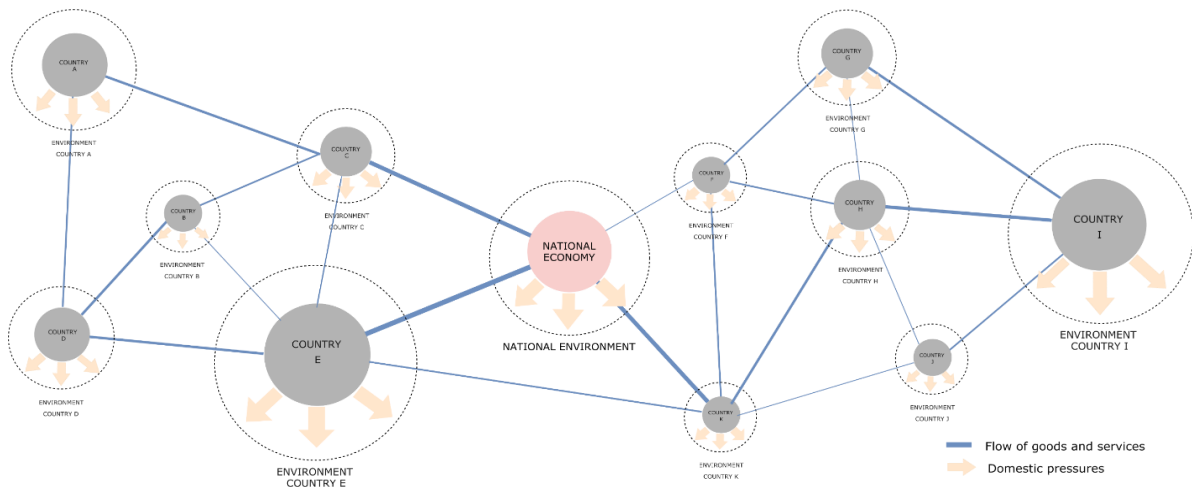 COUNTRY
A
ENVIRONMENT
COUNTRY A
COUNTRY
B
ENVIRONMENT
COUNTRY B
COUNTRY
C
ENVIRONMENT
COUNTRY C
COUNTRY
D
ENVIRONMENT
COUNTRY D
COUNTRY
E
ENVIRONMENT
COUNTRY E
NATIONAL
ECONOMY
NATIONAL ENVIRONMENT
COUNTRY
F
ENVIRONMENT
COUNTRY F
COUNTRY
G
ENVIRONMENT
COUNTRY G
COUNTRY
H
ENVIRONMENT
COUNTRY H
COUNTRY
I
ENVIRONMENT
COUNTRY I
COUNTRY
J
ENVIRONMENT
COUNTRY J
COUNTRY
K
ENVIRONMENT
COUNTRY K
Flow of goods and services
Domestic pressures